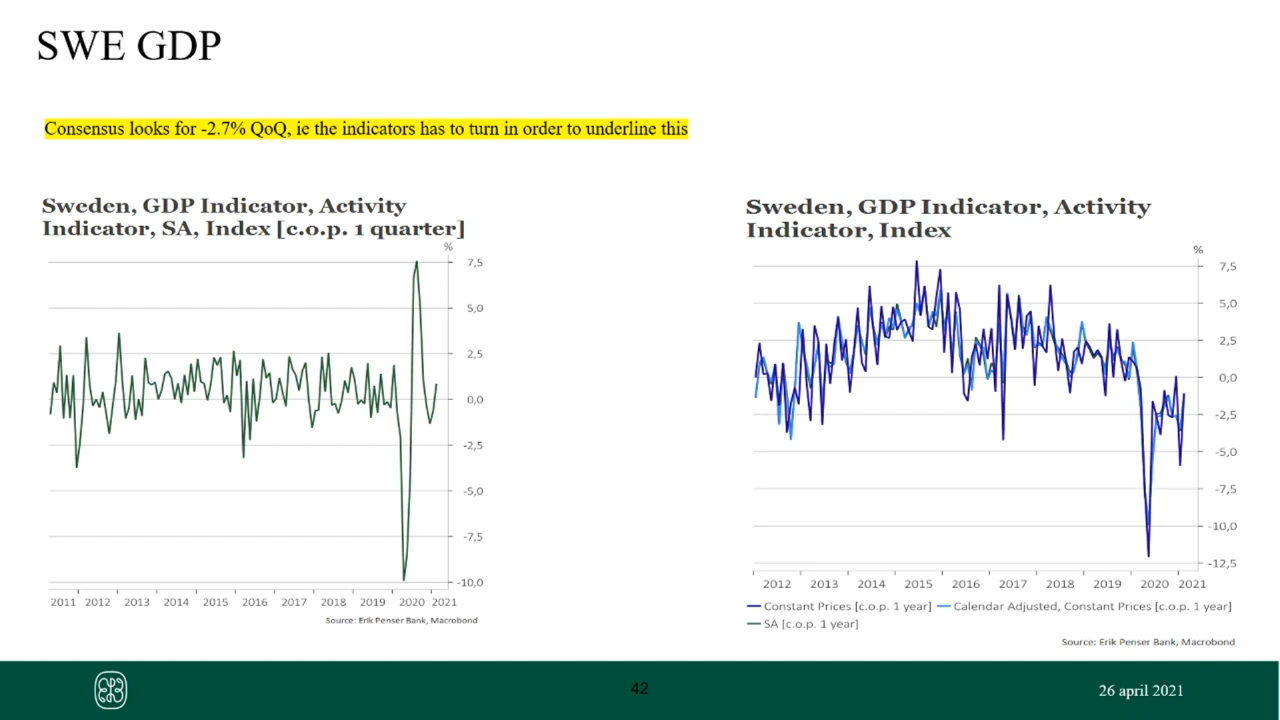 SWE GDP
Consensus looks for -2.7% QoQ, ie the indicators has to turn in order to underline this
Sweden, GDP Indicator, Activity
Indicator, SA, Index [c.o.p. 1 quarter]
%
7,5
5,0
2,5
0,0
-2,5
-5,0
-7,5
-10,0
2011 2012 2013 2014 2015 2016 2017 2018 2019 2020 2021
Source: Erik Penser Bank, Macrobond
Sweden, GDP Indicator, Activity
Indicator, Index
%
7,5
5,0
2,5
0,0
-2,5
-5,0
-7,5
-10,0
-12,5
2012 2013 2014 2015 2016 2017 2018 2019 2020 2021
Constant Prices [c.o.p. 1 year] Calendar Adjusted, Constant Prices [c.o.p. 1 year]
SA [c.o.p. 1 year]
Source: Erik Penser Bank, Macrobond
42
26 april 2021